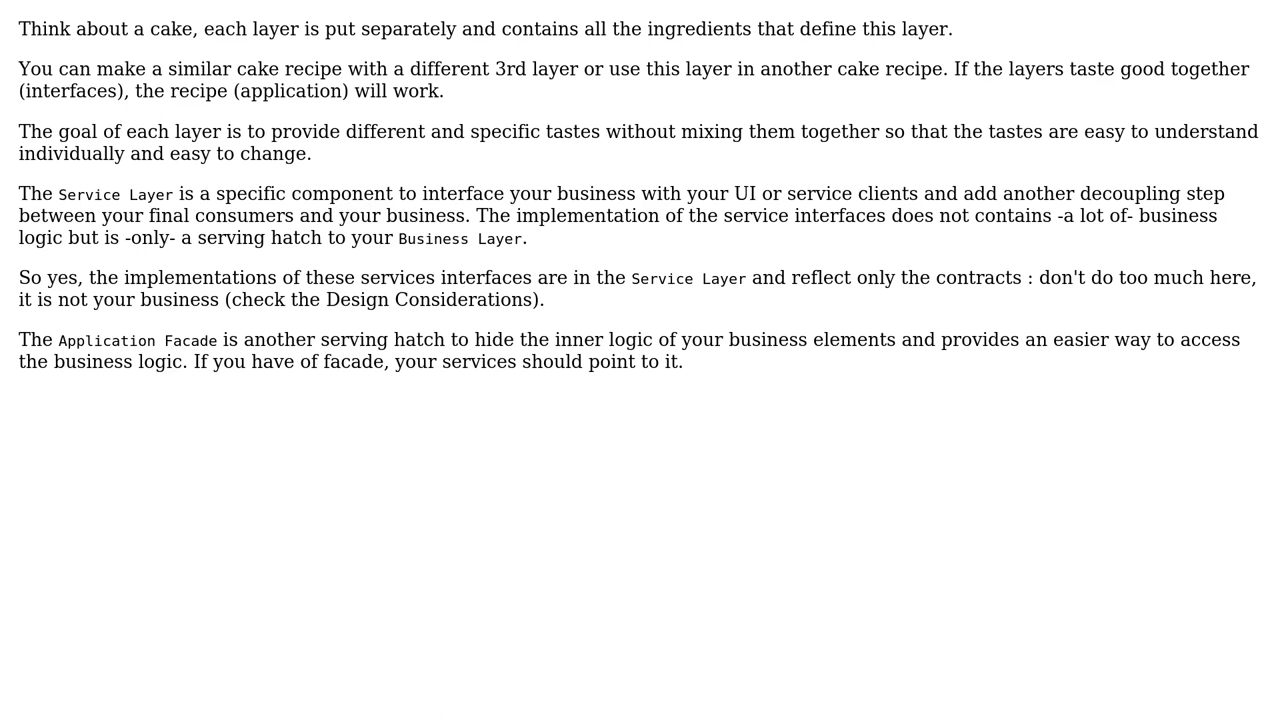 Think about a cake, each layer is put separately and contains all the ingredients that define this layer.
You can make a similar cake recipe with a different 3rd layer or use this layer in another cake recipe. If the layers taste good together
(interfaces), the recipe (application) will work.
The goal of each layer is to provide different and specific tastes without mixing them together so that the tastes are easy to understand
individually and easy to change.
The Service Layer is a specific component to interface your business with your UI or service clients and add another decoupling step
between your final consumers and your business. The implementation of the service interfaces does not contains -a lot of- business
logic but is -only- a serving hatch to your Business Layer.
So yes, the implementations of these services interfaces are in the Service Layer and reflect only the contracts : don't do too much here,
it is not your business (check the Design Considerations).
The Application Facade is another serving hatch to hide the inner logic of your business elements and provides an easier way to access
the business logic. If you have of facade, your services should point to it.